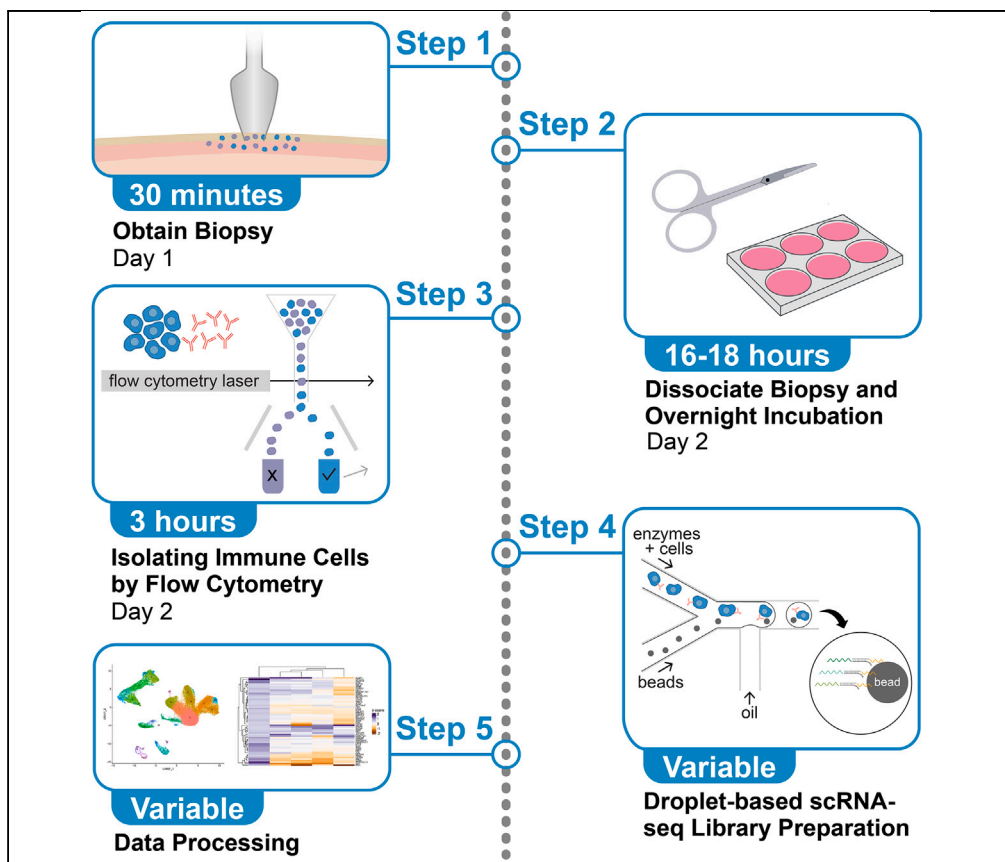 Step 1
30 minutes
Obtain Biopsy
Day 1
Step 2
16-18 hours
Dissociate Biopsy and
Overnight Incubation
Day 2
Step 3
flow cytometry laser
X
3 hours
Isolating Immune Cells
by Flow Cytometry
Day 2
Step 4
enzymes
+ cells
beads
oil
bead
Variable
Droplet-based scRNA-
seq Library Preparation
Step 5
Variable
Data Processing